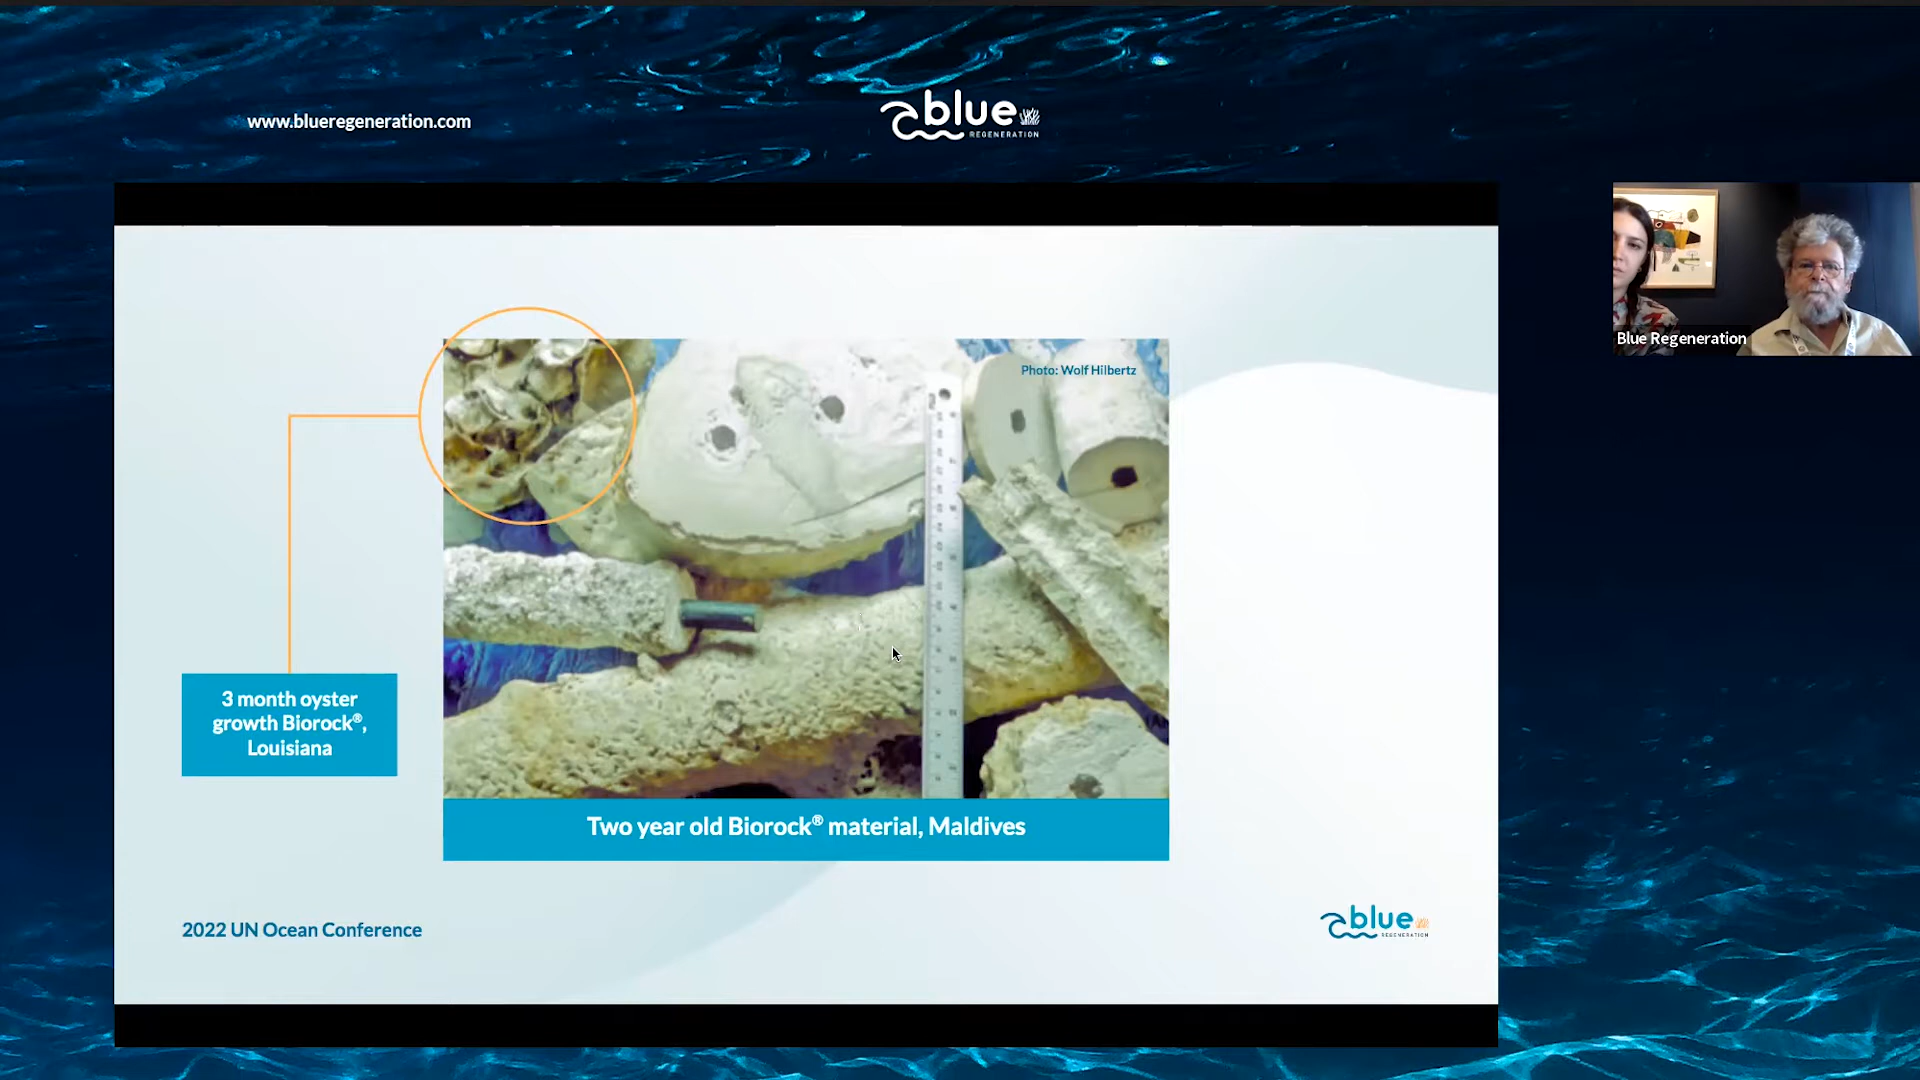 www.blueregeneration.com
blue
REGENERATION
Blue Regeneration
Photo: Wolf Hilbertz
3 month oyster
growth Biorock®,
Louisiana
Two year old Biorock® material, Maldives
2022 UN Ocean Conference
blue
REGENERATION